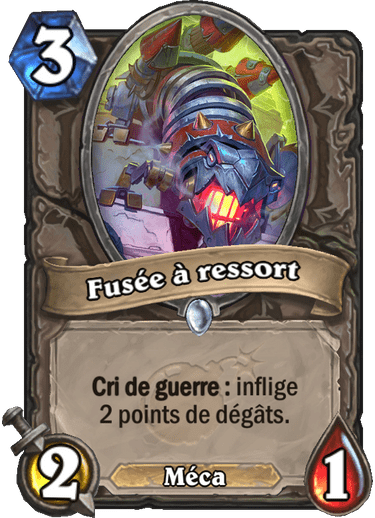 3
Fusée à ressort
Cri de guerre : inflige
2 points de dégâts.
2
Méca
1